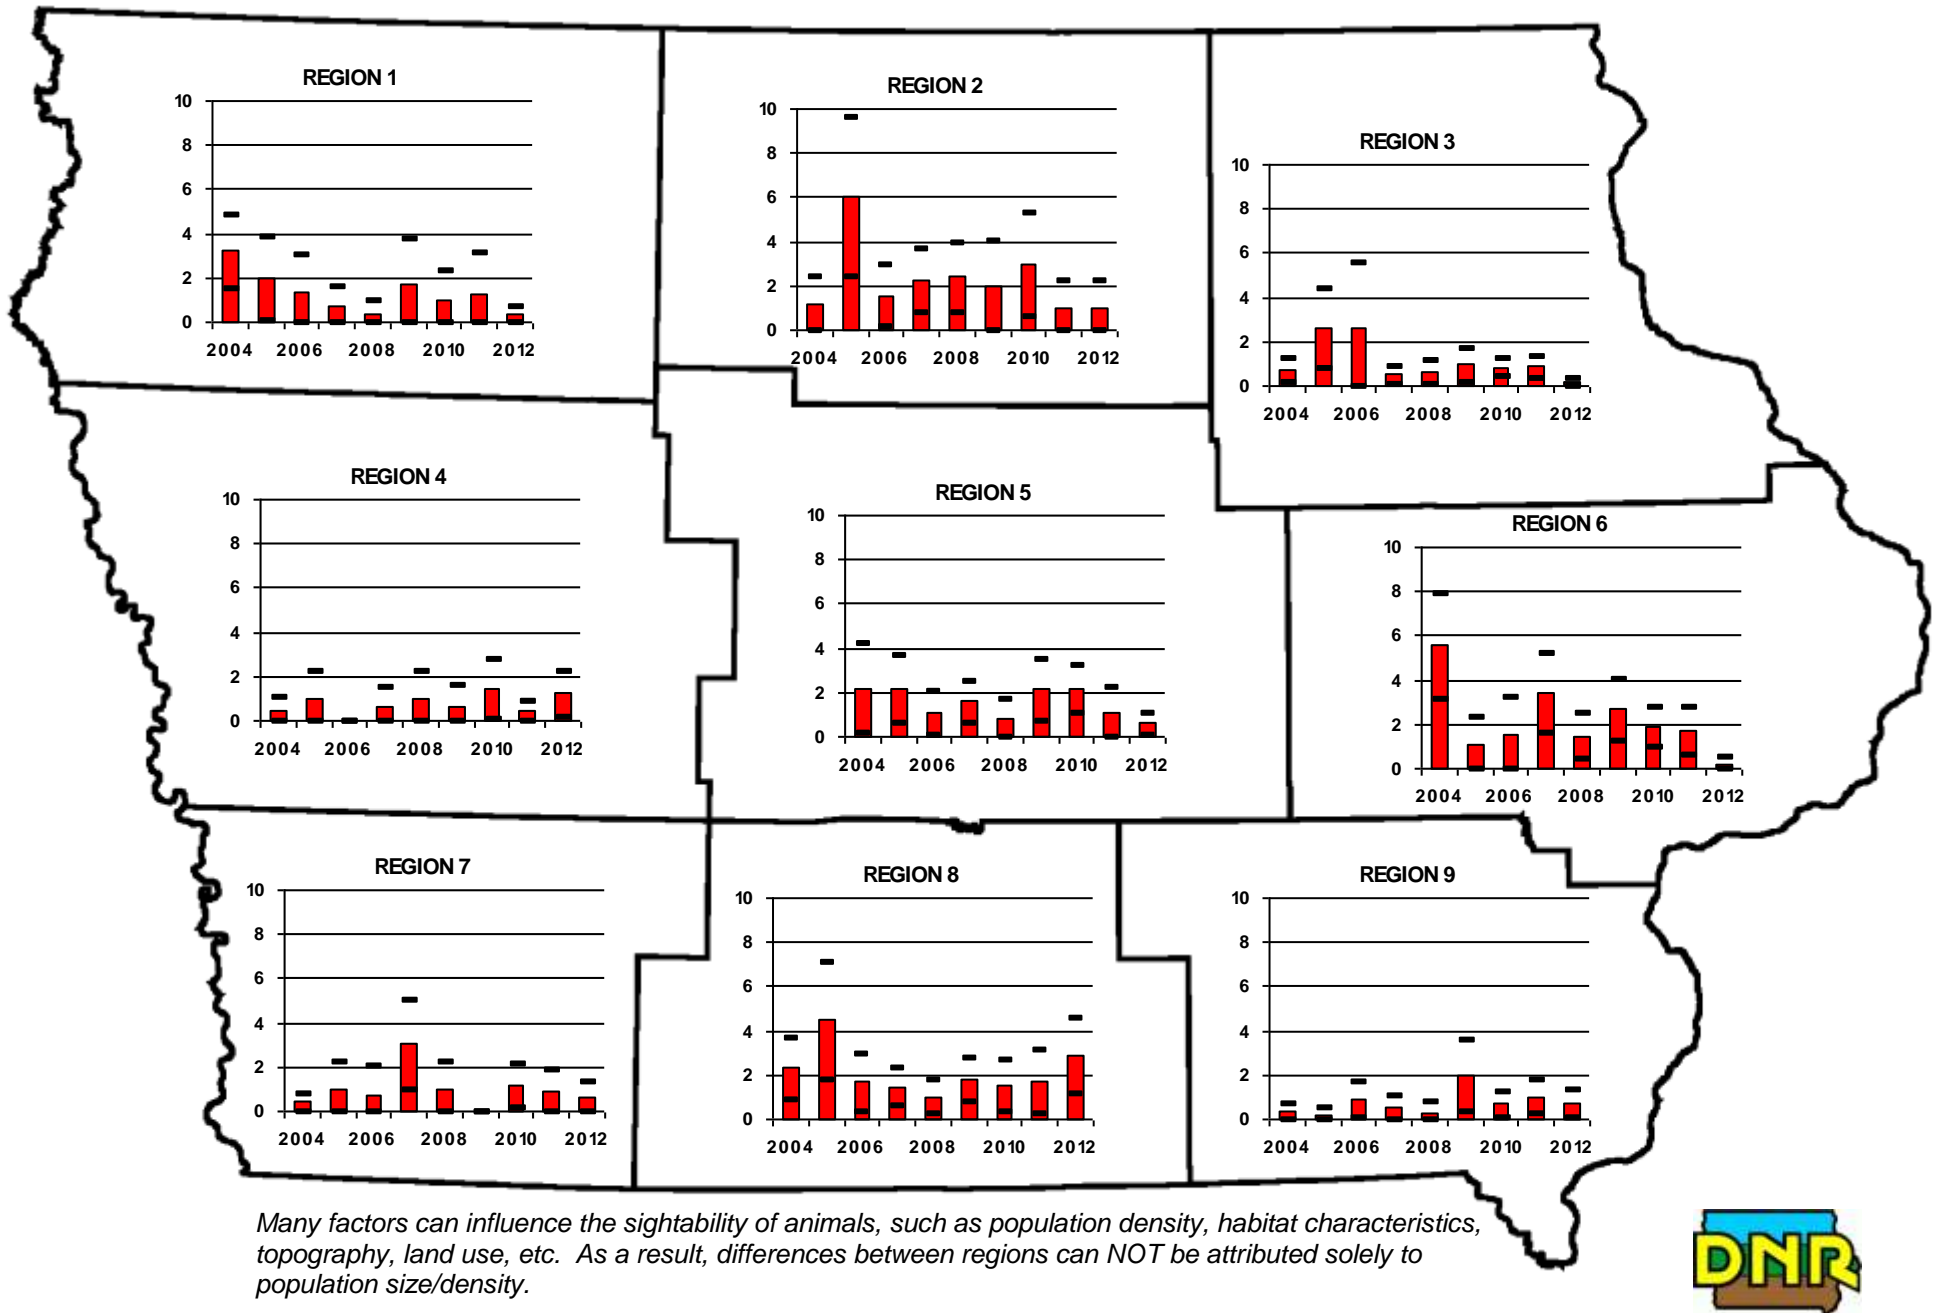 REGION 1
10
8
6
4
2
0
2004 2006 2008 2010 2012
REGION 2
10
8
6
4
2
0
2004 2006 2008 2010 2012
REGION 3
10
8
6
4
2
0
2004 2006 2008 2010 2012
REGION 4
10
8
6
4
2
0
2004 2006 2008 2010 2012
REGION 5
10
8
6
4
2
0
2004 2006 2008 2010 2012
REGION 6
10
8
6
4
2
0
2004 2006 2008 2010 2012
REGION 7
10
8
6
4
2
0
2004 2006 2008 2010 2012
REGION 8
10
8
6
4
2
0
2004 2006 2008 2010 2012
REGION 9
10
8
6
4
2
0
2004 2006 2008 2010 2012
Many factors can influence the sightability of animals, such as population density, habitat characteristics,
topography, land use, etc.  As a result, differences between regions can NOT be attributed solely to
population size/density.
DNR